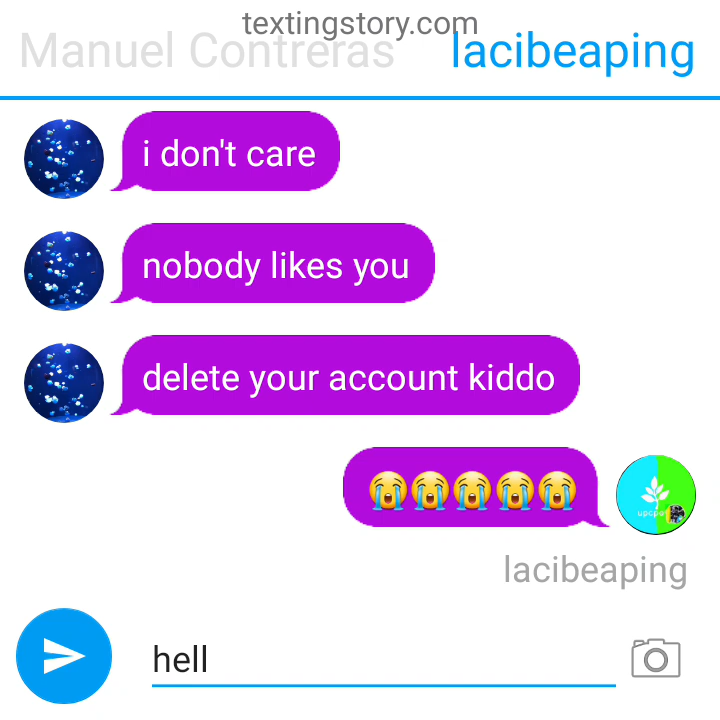 textingstory.com
Manuel Contreras lacibeaping
i don't care
nobody likes you
delete your account kiddo
😭😭😭😭😭
lacibeaping
hell